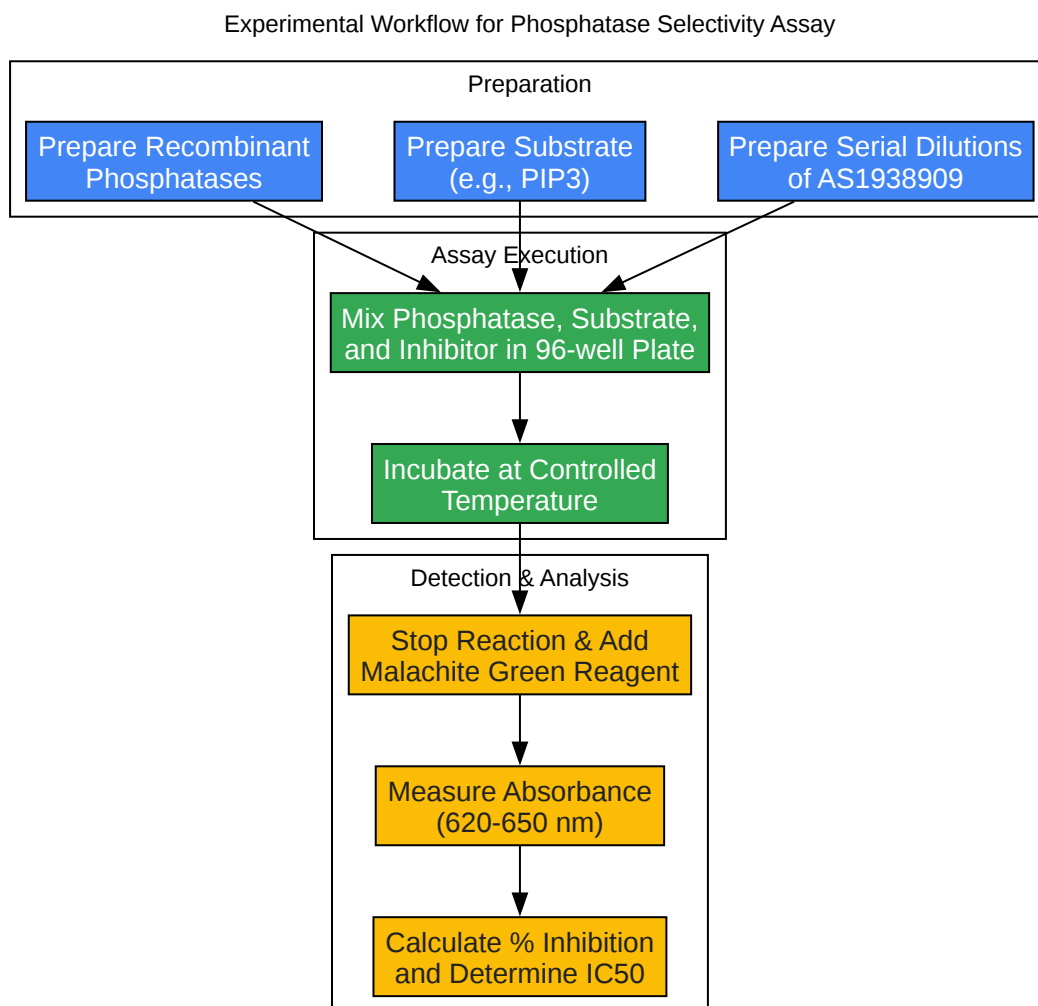 Experimental Workflow for Phosphatase Selectivity Assay
Preparation
Prepare Recombinant
Phosphatases
Prepare Substrate
(e.g., PIP3)
Prepare Serial Dilutions
of AS1938909
Assay Execution
Mix Phosphatase, Substrate,
and Inhibitor in 96-well Plate
Incubate at Controlled
Temperature
Detection & Analysis
Stop Reaction & Add
Malachite Green Reagent
Measure Absorbance
(620-650 nm)
Calculate % Inhibition
and Determine IC50